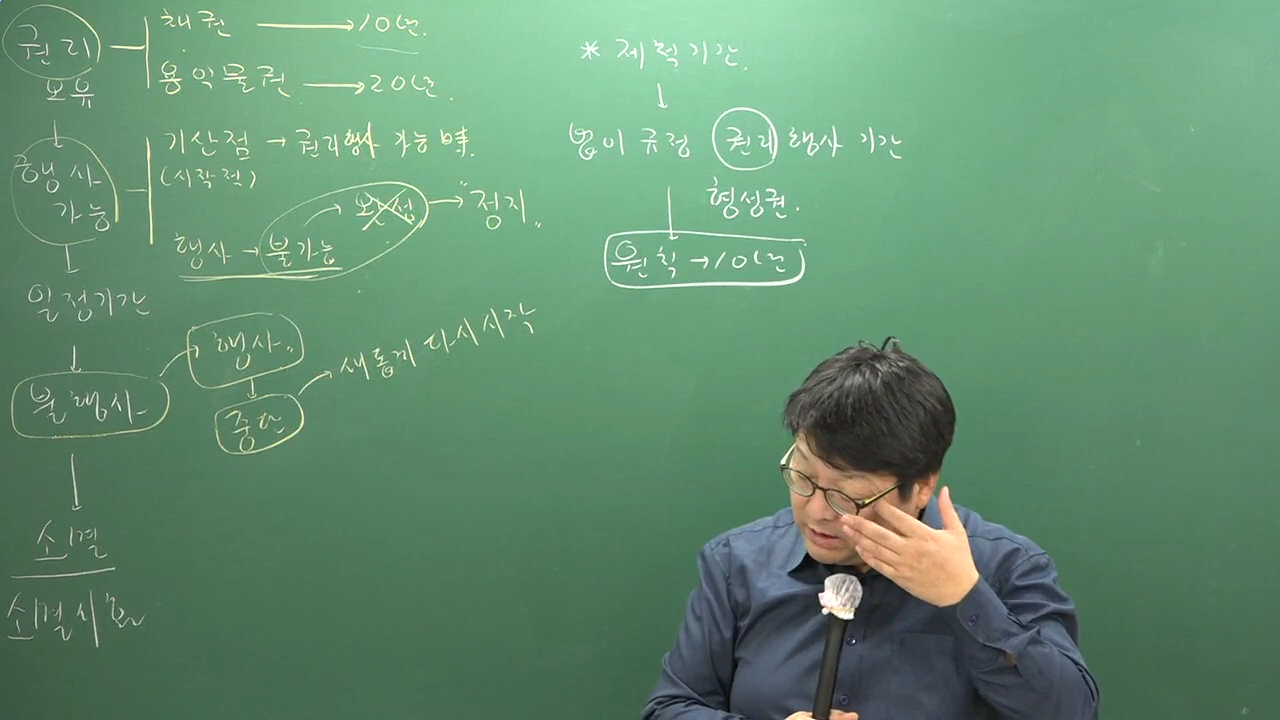 권리
보유
행사
가능
일정기간
불행사
소멸
소멸시효
채권 → 10년.
용익물권 → 20년.
기산점 → 권리행사 가능 時.
(시작점)
행사 → 불가능
→ "정지"
행사..
중단
새롭게 다시 시작
* 제척기간.
법이 규정 권리 행사 기간
형성권.
원칙 → 10년